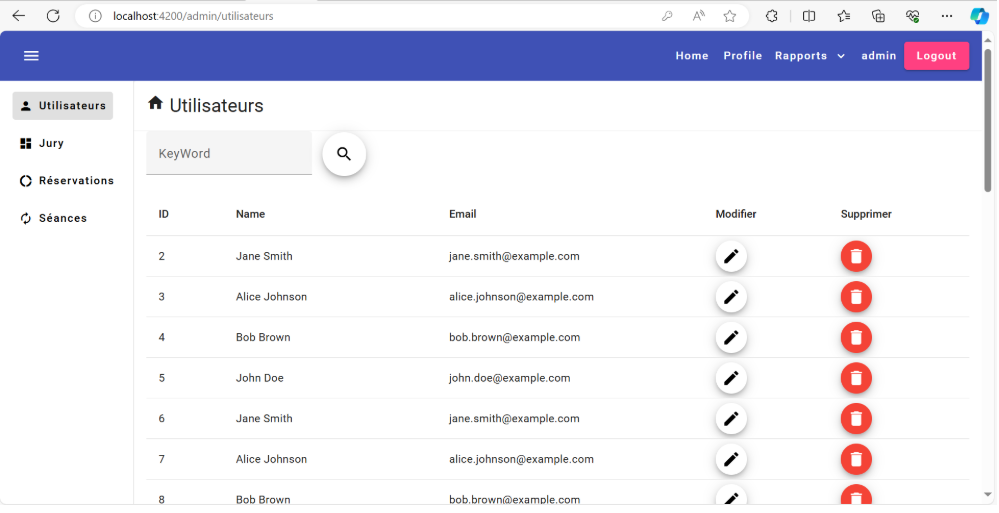 localhost:4200/admin/utilisateurs
Home Profile Rapports admin Logout
Utilisateurs
Jury
Réservations
Séances
Utilisateurs
KeyWord
ID Name Email Modifier Supprimer
2 Jane Smith jane.smith@example.com
3 Alice Johnson alice.johnson@example.com
4 Bob Brown bob.brown@example.com
5 John Doe john.doe@example.com
6 Jane Smith jane.smith@example.com
7 Alice Johnson alice.johnson@example.com
8 Bob Brown bob.brown@example.com